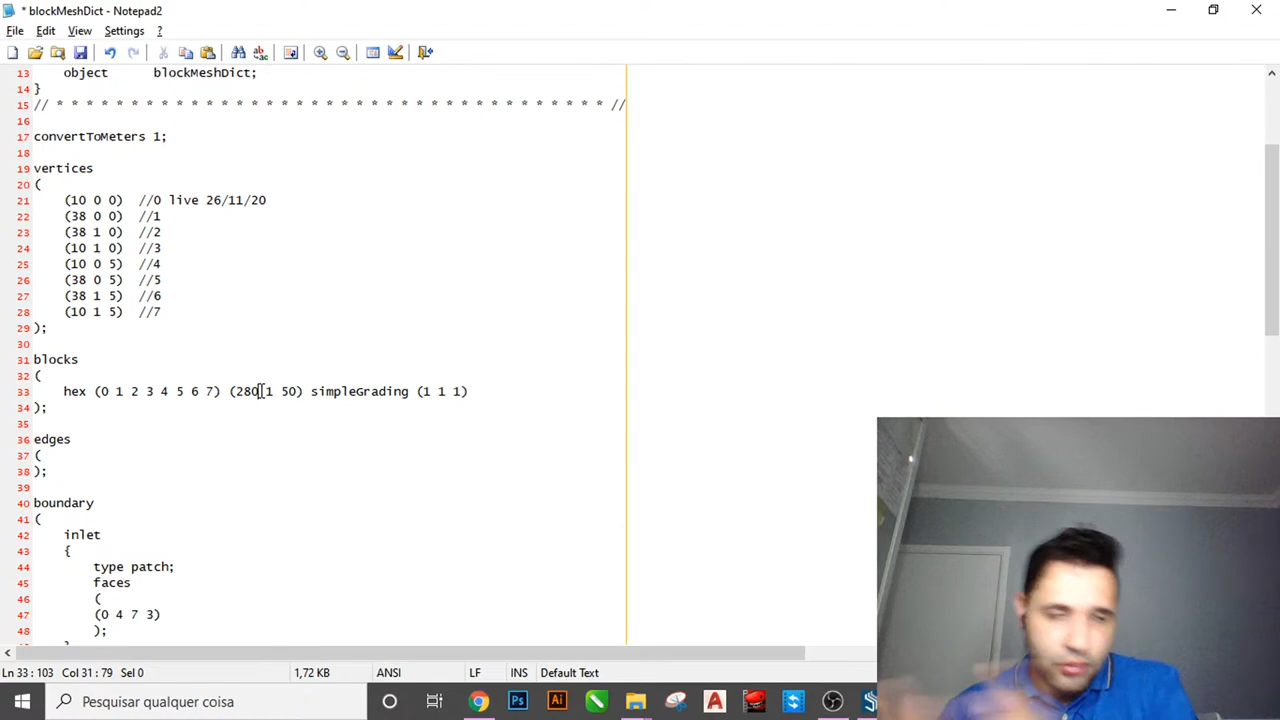 * blockMeshDict - Notepad2
File Edit View Settings ?
13 object blockMeshDict;
14 }
15 // * * * * * * * * * * * * * * * * * * * * * * * * * * * * * * * * * * * * * //
16
17 convertToMeters 1;
18
19 vertices
20 (
21 (10 0 0) //0 live 26/11/20
22 (38 0 0) //1
23 (38 1 0) //2
24 (10 1 0) //3
25 (10 0 5) //4
26 (38 0 5) //5
27 (38 1 5) //6
28 (10 1 5) //7
29 );
30
31 blocks
32 (
33 hex (0 1 2 3 4 5 6 7) (280 1 50) simpleGrading (1 1 1)
34 );
35
36 edges
37 (
38 );
39
40 boundary
41 (
42 inlet
43 {
44 type patch;
45 faces
46 (
47 (0 4 7 3)
48 );
Ln 33 : 103 Col 31 : 79 Sel 0 1,72 KB ANSI LF INS Default Text
Pesquisar qualquer coisa Ps Ai A